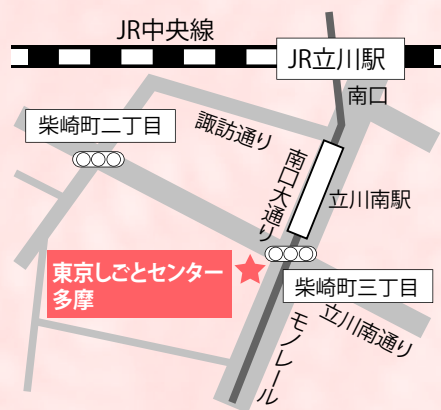 JR中央線
JR立川駅
南口
柴崎町二丁目
諏訪通り
南口大通り
立川南駅
東京しごとセンター
多摩
柴崎町三丁目
立川南通り
モノレール